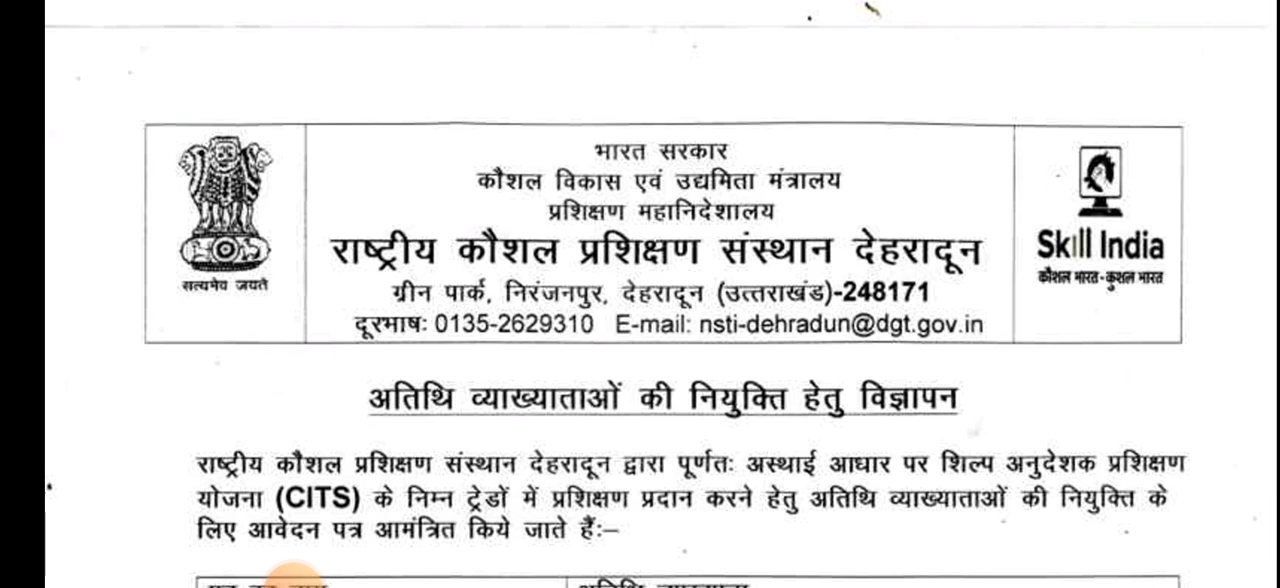 भारत सरकार
कौशल विकास एवं उद्यमिता मंत्रालय
प्रशिक्षण महानिदेशालय
राष्ट्रीय कौशल प्रशिक्षण संस्थान देहरादून
ग्रीन पार्क, निरंजनपुर, देहरादून (उत्तराखंड)-248171
दूरभाषः 0135-2629310 E-mail: nsti-dehradun@dgt.gov.in
सत्यमेव जयते
Skill India
कौशल भारत-कुशल भारत
अतिथि व्याख्याताओं की नियुक्ति हेतु विज्ञापन
राष्ट्रीय कौशल प्रशिक्षण संस्थान देहरादून द्वारा पूर्णतः अस्थाई आधार पर शिल्प अनुदेशक प्रशिक्षण
योजना (CITS) के निम्न ट्रेडों में प्रशिक्षण प्रदान करने हेतु अतिथि व्याख्याताओं की नियुक्ति के
लिए आवेदन पत्र आमंत्रित किये जाते हैंः–